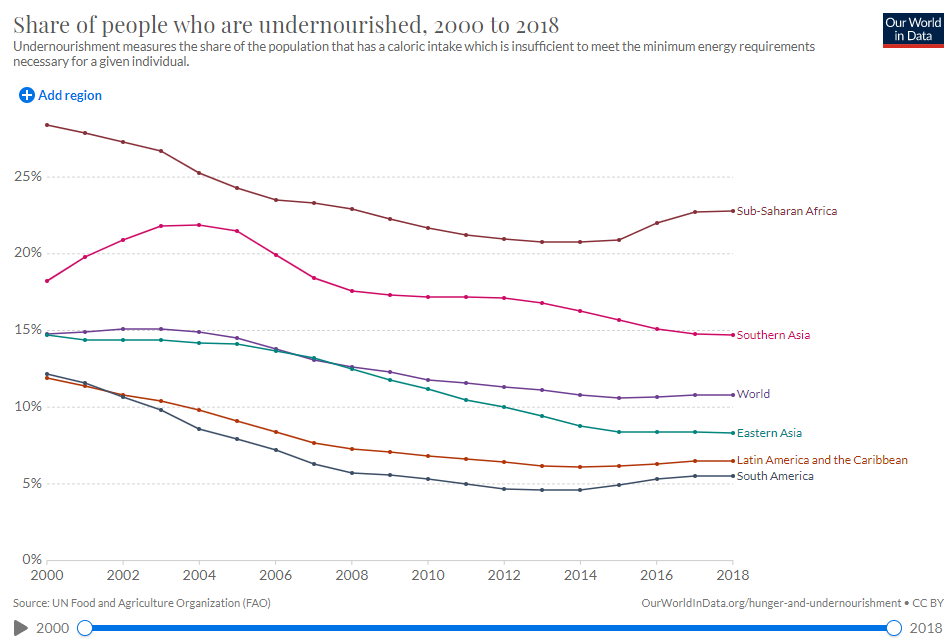 Share of people who are undernourished, 2000 to 2018
Our World
in Data
Undernourishment measures the share of the population that has a caloric intake which is insufficient to meet the minimum energy requirements
necessary for a given individual.
Add region
25%
Sub-Saharan Africa
20%
15%
Southern Asia
World
10%
Eastern Asia
Latin America and the Caribbean
South America
5%
0%
2000 2002 2004 2006 2008 2010 2012 2014 2016 2018
Source: UN Food and Agriculture Organization (FAO) OurWorldInData.org/hunger-and-undernourishment • CC BY
2000 2018